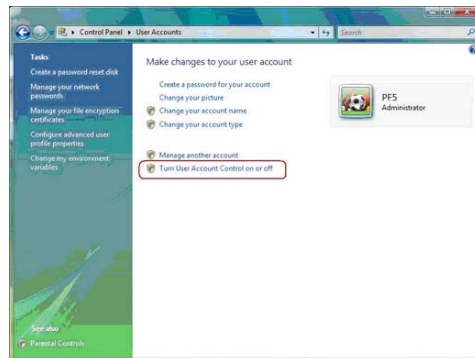 Control Panel ▸ User Accounts
Search
Tasks
Create a password reset disk
Manage your network
passwords
Manage your file encryption
certificates
Configure advanced user
profile properties
Change my environment
variables
See also
Parental Controls
Make changes to your user account
Create a password for your account
Change your picture
Change your account name
Change your account type
Manage another account
Turn User Account Control on or off
PF5
Administrator